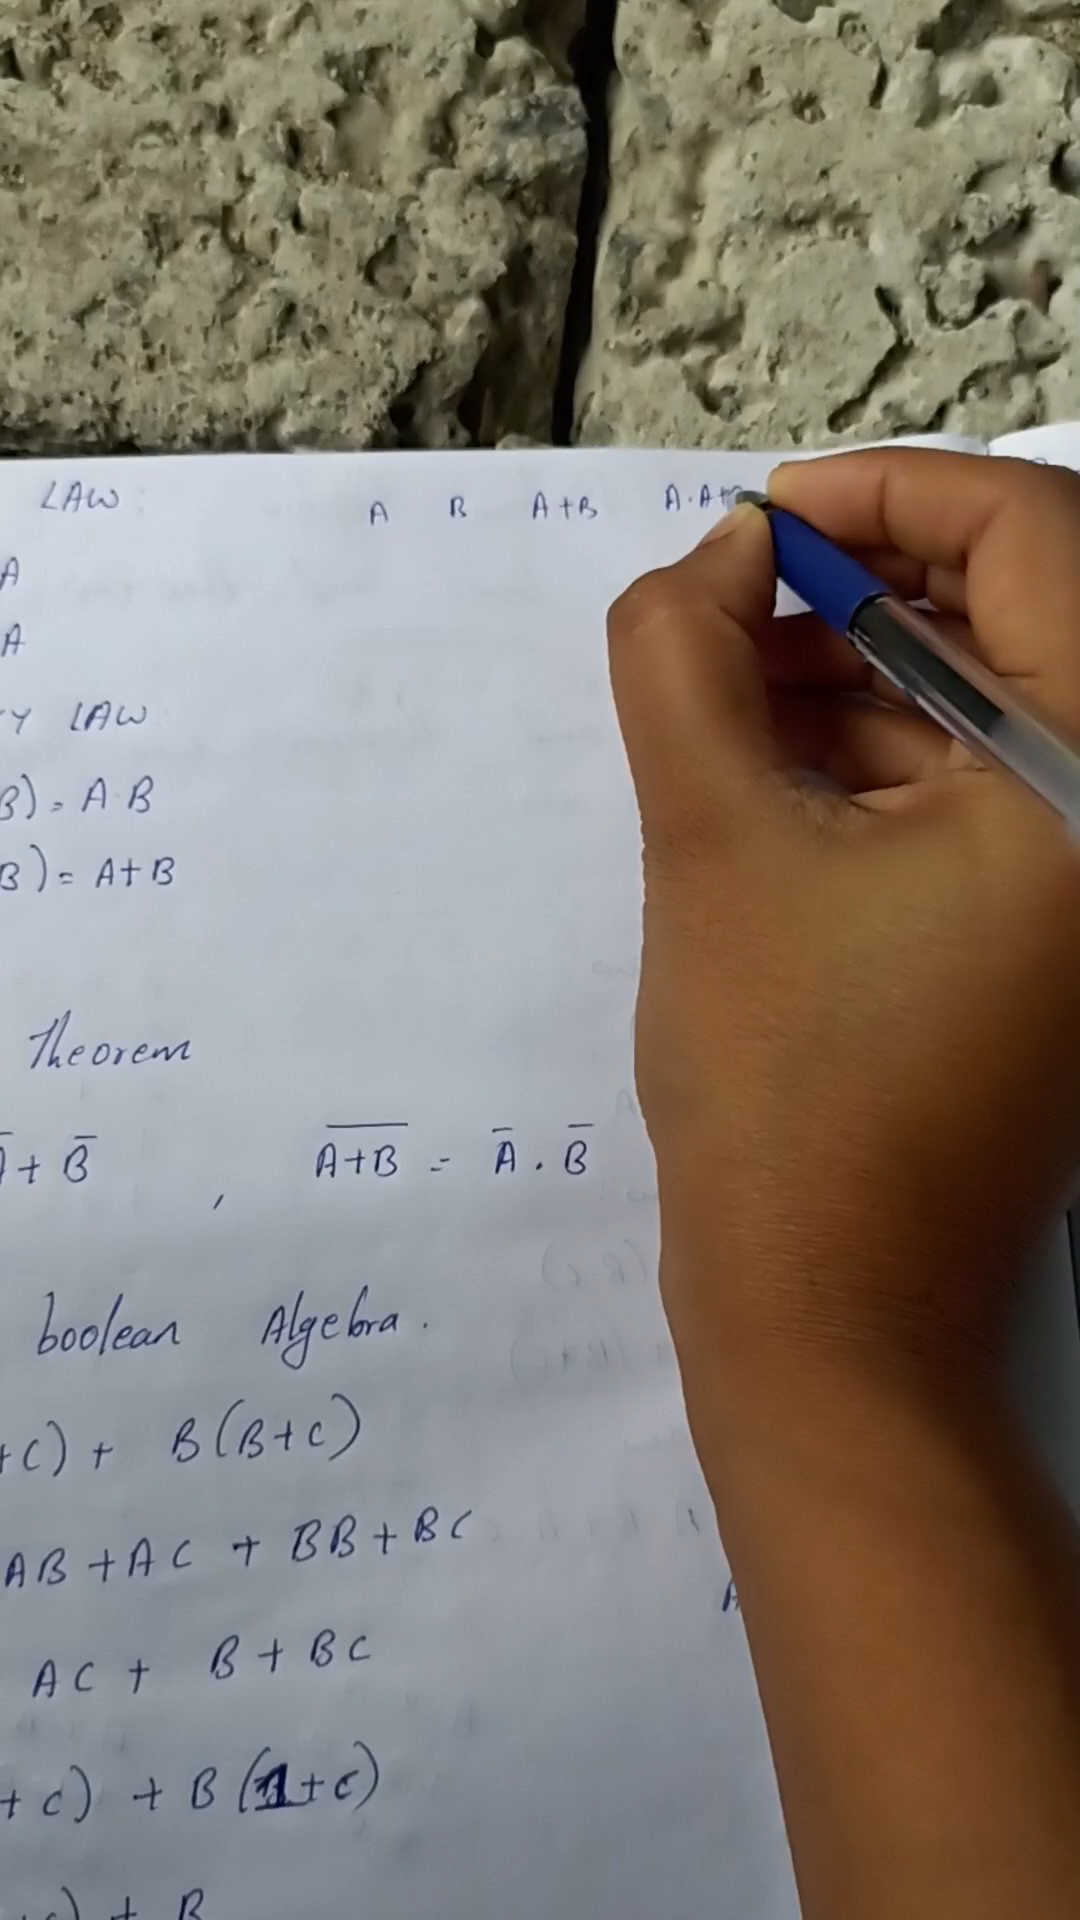 LAW:
A B A+B A·A+
A
A
Y LAW
B) = A·B
B) = A+B
Theorem
Ā + B̄ , A̅+̅B̅ = Ā . B̄
boolean Algebra.
+C) + B(B+C)
AB + AC + BB + BC
AC + B + BC
+ C) + B(1+C)
) + B